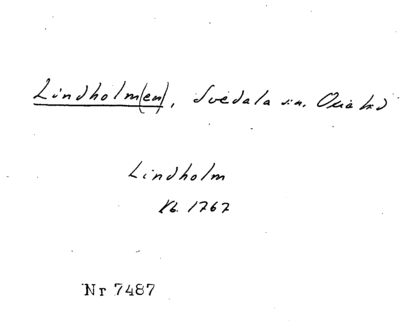 Lindholm(en), Svedala sn. Oxie hd
Lindholm
Kb. 1767
Nr 7487